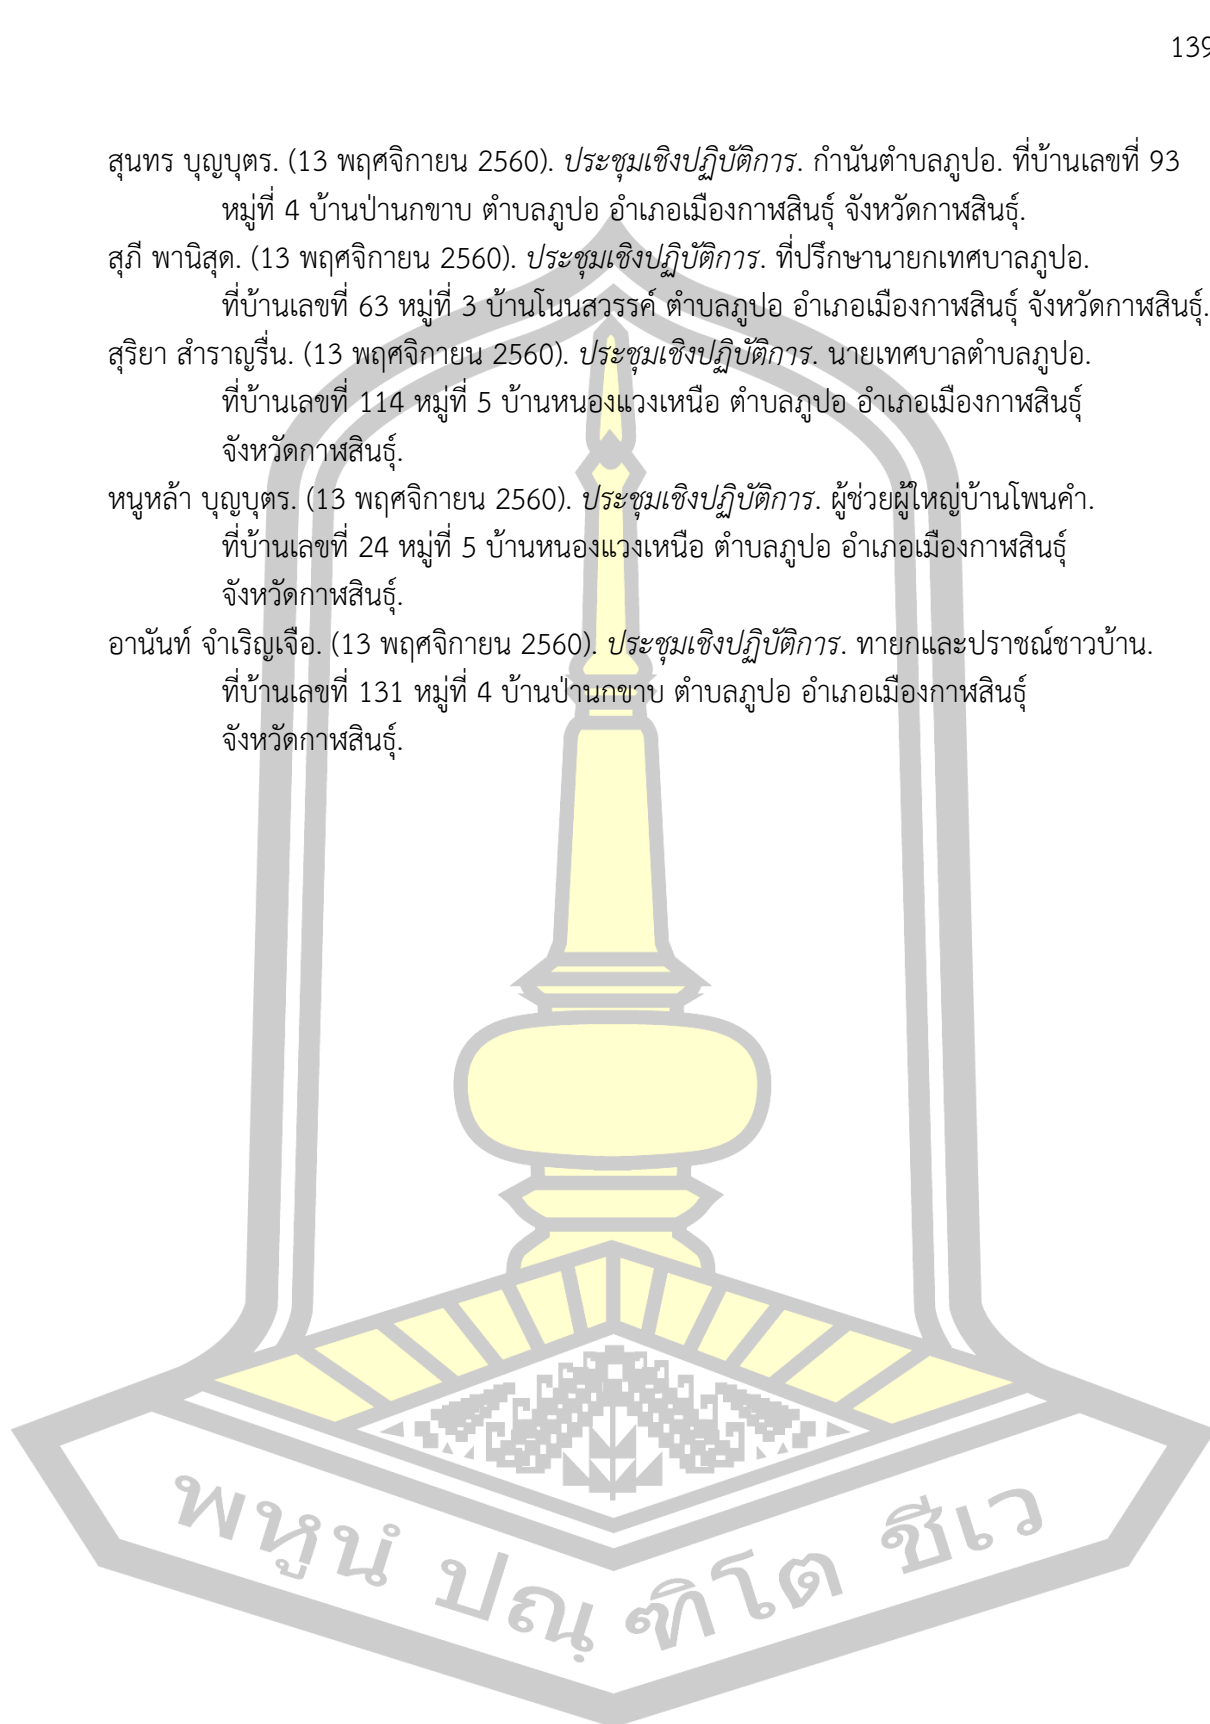 139
สุนทร บุญบุตร. (13 พฤศจิกายน 2560). ประชุมเชิงปฏิบัติการ. กำนันตำบลภูปอ. ที่บ้านเลขที่ 93
หมู่ที่ 4 บ้านป่านกขาบ ตำบลภูปอ อำเภอเมืองกาฬสินธุ์ จังหวัดกาฬสินธุ์.
สุภี พานิสุด. (13 พฤศจิกายน 2560). ประชุมเชิงปฏิบัติการ. ที่ปรึกษานายกเทศบาลภูปอ.
ที่บ้านเลขที่ 63 หมู่ที่ 3 บ้านโนนสวรรค์ ตำบลภูปอ อำเภอเมืองกาฬสินธุ์ จังหวัดกาฬสินธุ์.
สุริยา สำราญรื่น. (13 พฤศจิกายน 2560). ประชุมเชิงปฏิบัติการ. นายเทศบาลตำบลภูปอ.
ที่บ้านเลขที่ 114 หมู่ที่ 5 บ้านหนองแวงเหนือ ตำบลภูปอ อำเภอเมืองกาฬสินธุ์
จังหวัดกาฬสินธุ์.
หนูหล้า บุญบุตร. (13 พฤศจิกายน 2560). ประชุมเชิงปฏิบัติการ. ผู้ช่วยผู้ใหญ่บ้านโพนคำ.
ที่บ้านเลขที่ 24 หมู่ที่ 5 บ้านหนองแวงเหนือ ตำบลภูปอ อำเภอเมืองกาฬสินธุ์
จังหวัดกาฬสินธุ์.
อานันท์ จำเริญเจือ. (13 พฤศจิกายน 2560). ประชุมเชิงปฏิบัติการ. ทายกและปราชณ์ชาวบ้าน.
ที่บ้านเลขที่ 131 หมู่ที่ 4 บ้านป่านกขาบ ตำบลภูปอ อำเภอเมืองกาฬสินธุ์
จังหวัดกาฬสินธุ์.
พหูนํ ปณฺ ฑิโต ชีเว